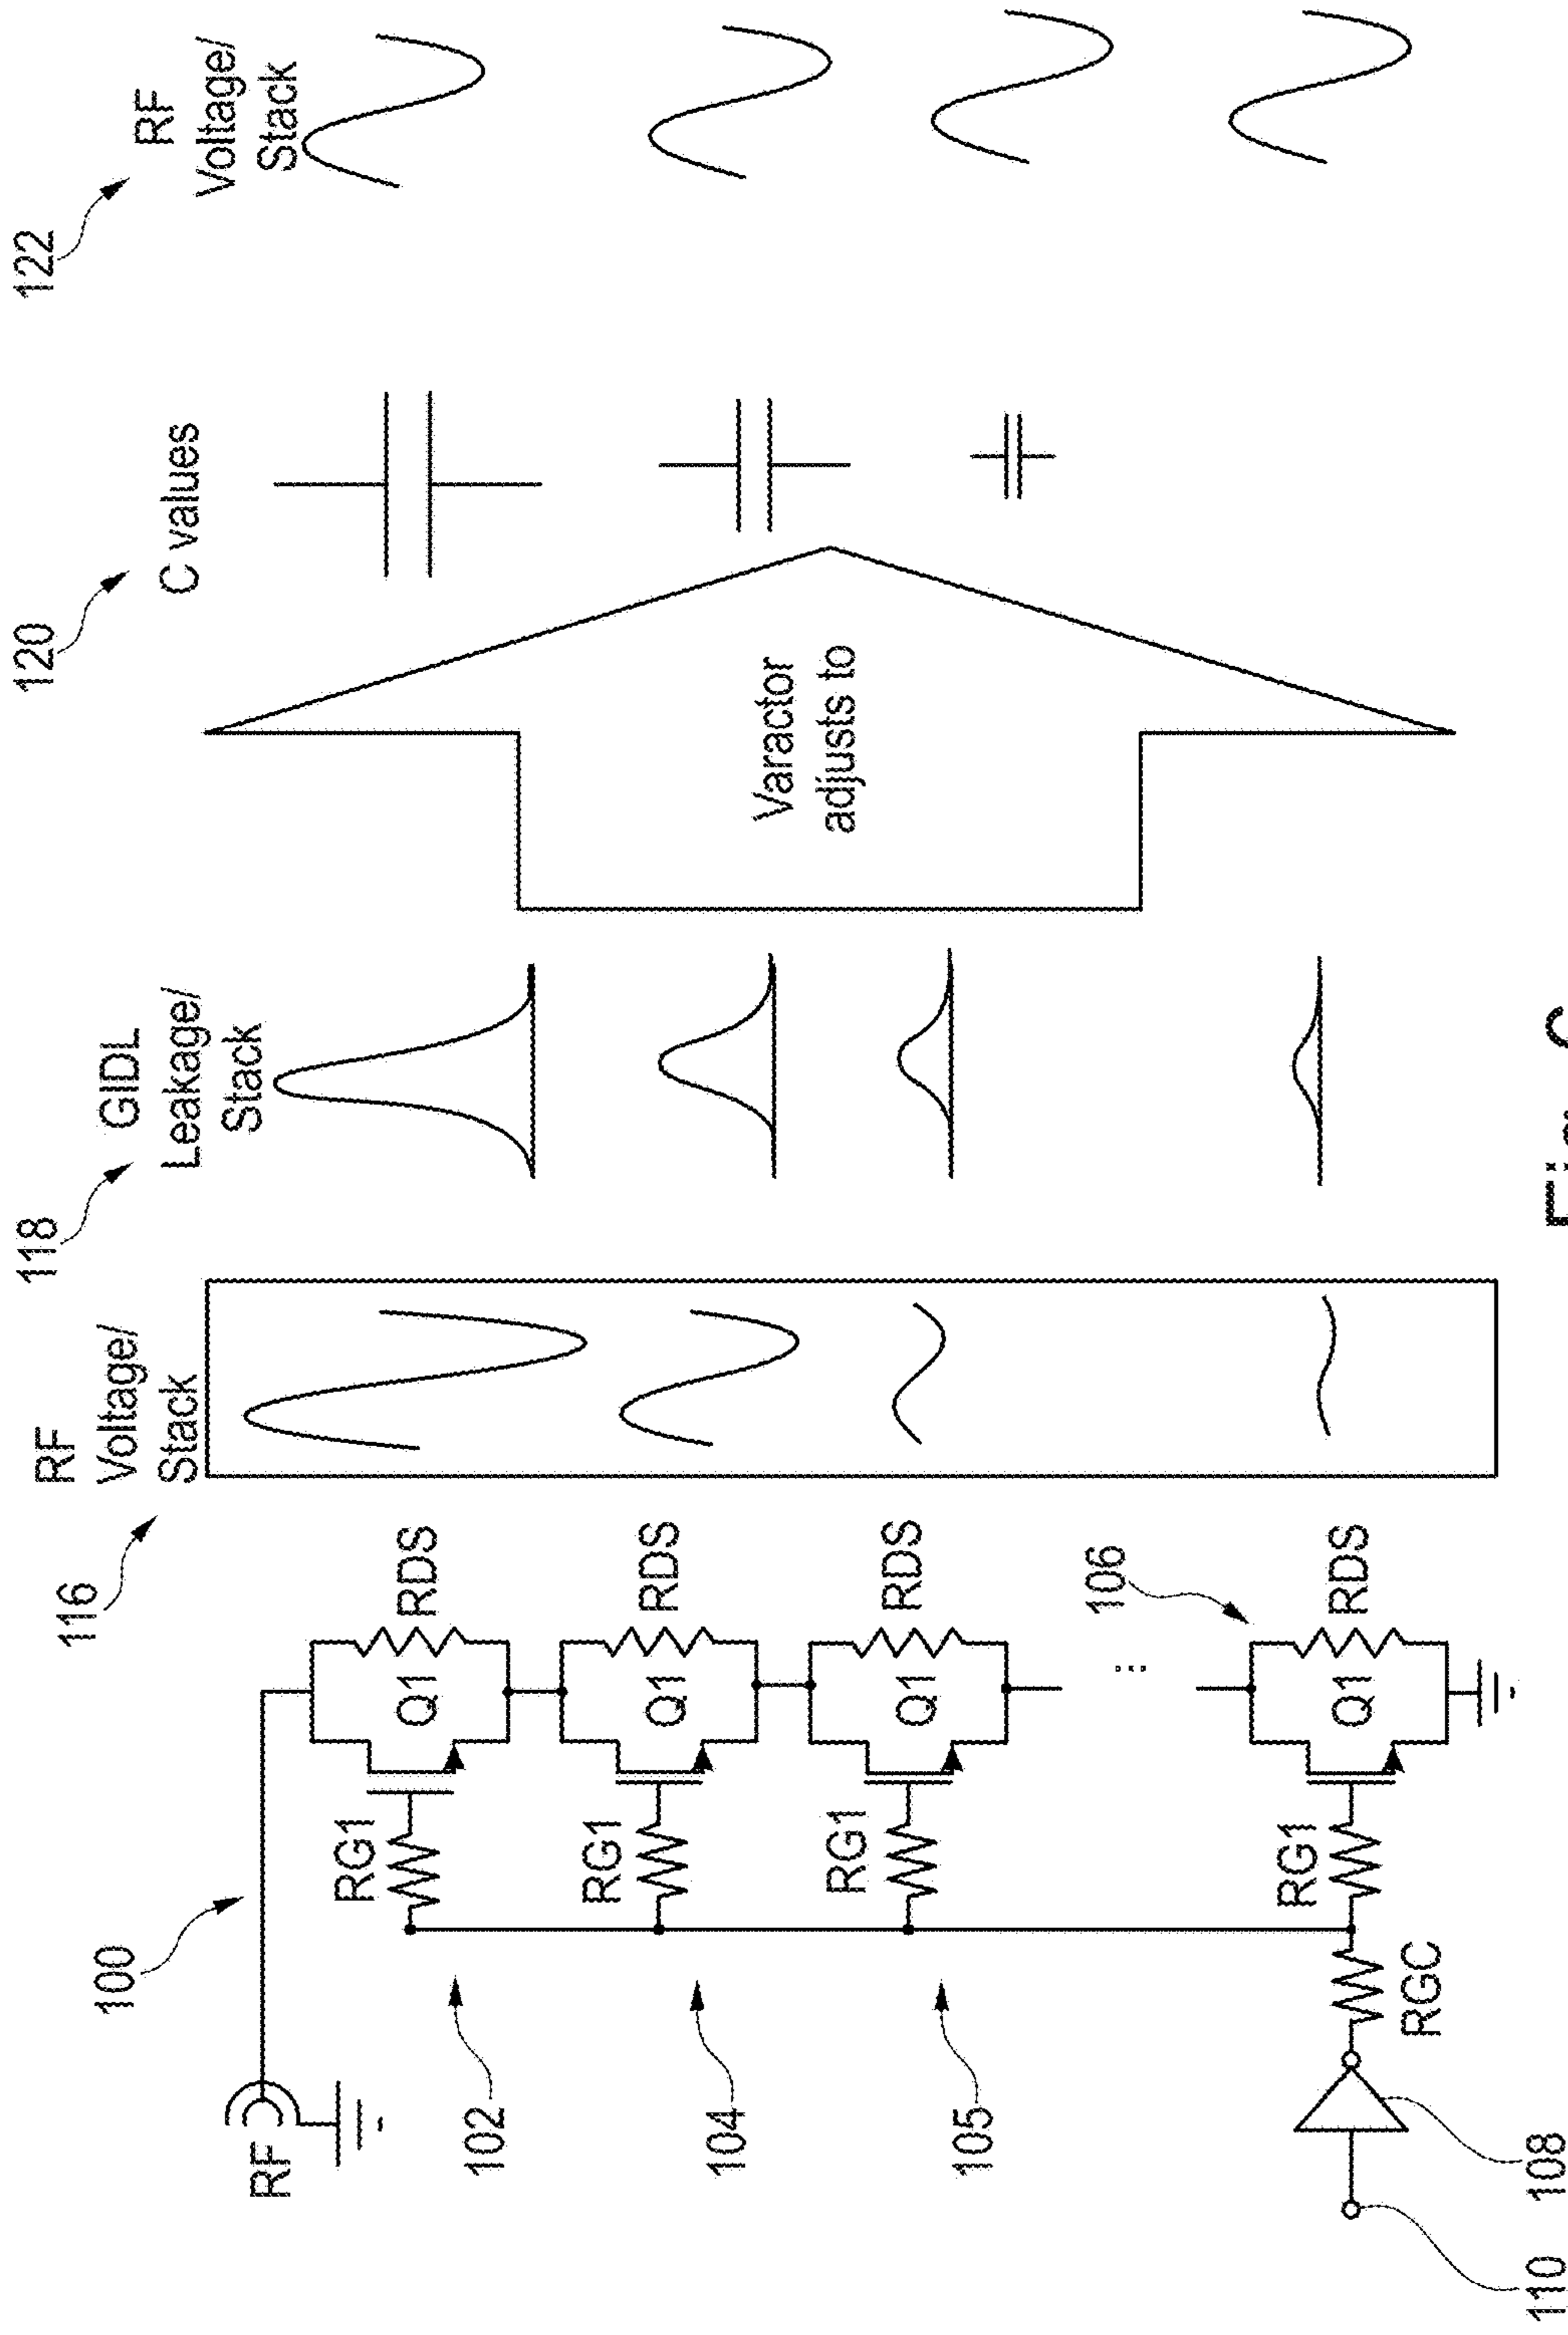 100
RF
102
104
105
RG1
Q1
RDS
RG1
Q1
RDS
RG1
Q1
RDS
106
RG1
Q1
RDS
RGC
108
110
116
RF
Voltage/
Stack
118
GIDL
Leakage/
Stack
Varactor
adjusts to
120
C values
122
RF
Voltage/
Stack